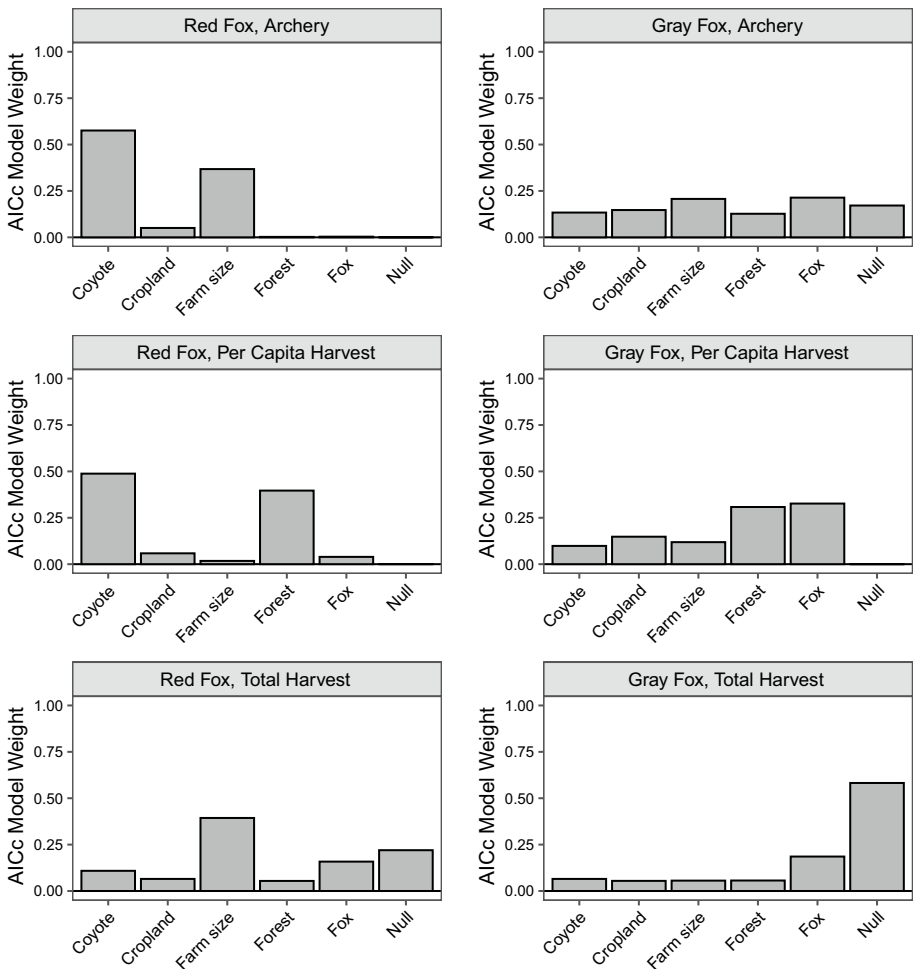 Red Fox, Archery
AICc Model Weight
1.00
0.75
0.50
0.25
0.00
Coyote
Cropland
Farm size
Forest
Fox
Null
Gray Fox, Archery
AICc Model Weight
1.00
0.75
0.50
0.25
0.00
Coyote
Cropland
Farm size
Forest
Fox
Null
Red Fox, Per Capita Harvest
AICc Model Weight
1.00
0.75
0.50
0.25
0.00
Coyote
Cropland
Farm size
Forest
Fox
Null
Gray Fox, Per Capita Harvest
AICc Model Weight
1.00
0.75
0.50
0.25
0.00
Coyote
Cropland
Farm size
Forest
Fox
Null
Red Fox, Total Harvest
AICc Model Weight
1.00
0.75
0.50
0.25
0.00
Coyote
Cropland
Farm size
Forest
Fox
Null
Gray Fox, Total Harvest
AICc Model Weight
1.00
0.75
0.50
0.25
0.00
Coyote
Cropland
Farm size
Forest
Fox
Null